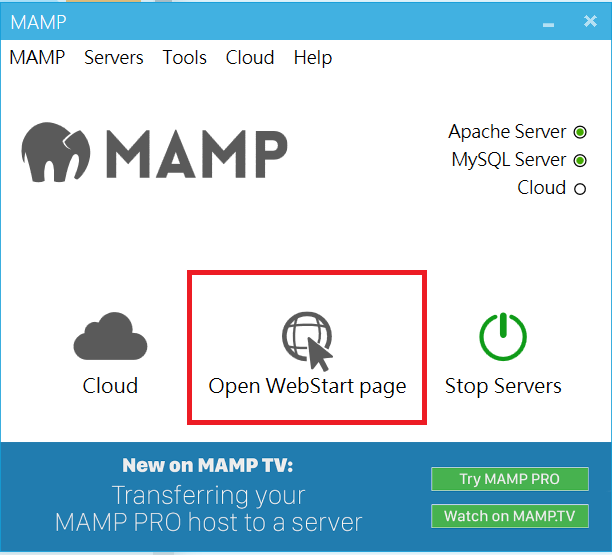 MAMP
MAMP Servers Tools Cloud Help
MAMP
Apache Server
MySQL Server
Cloud
Cloud
Open WebStart page
Stop Servers
New on MAMP TV:
Transferring your
MAMP PRO host to a server
Try MAMP PRO
Watch on MAMP.TV